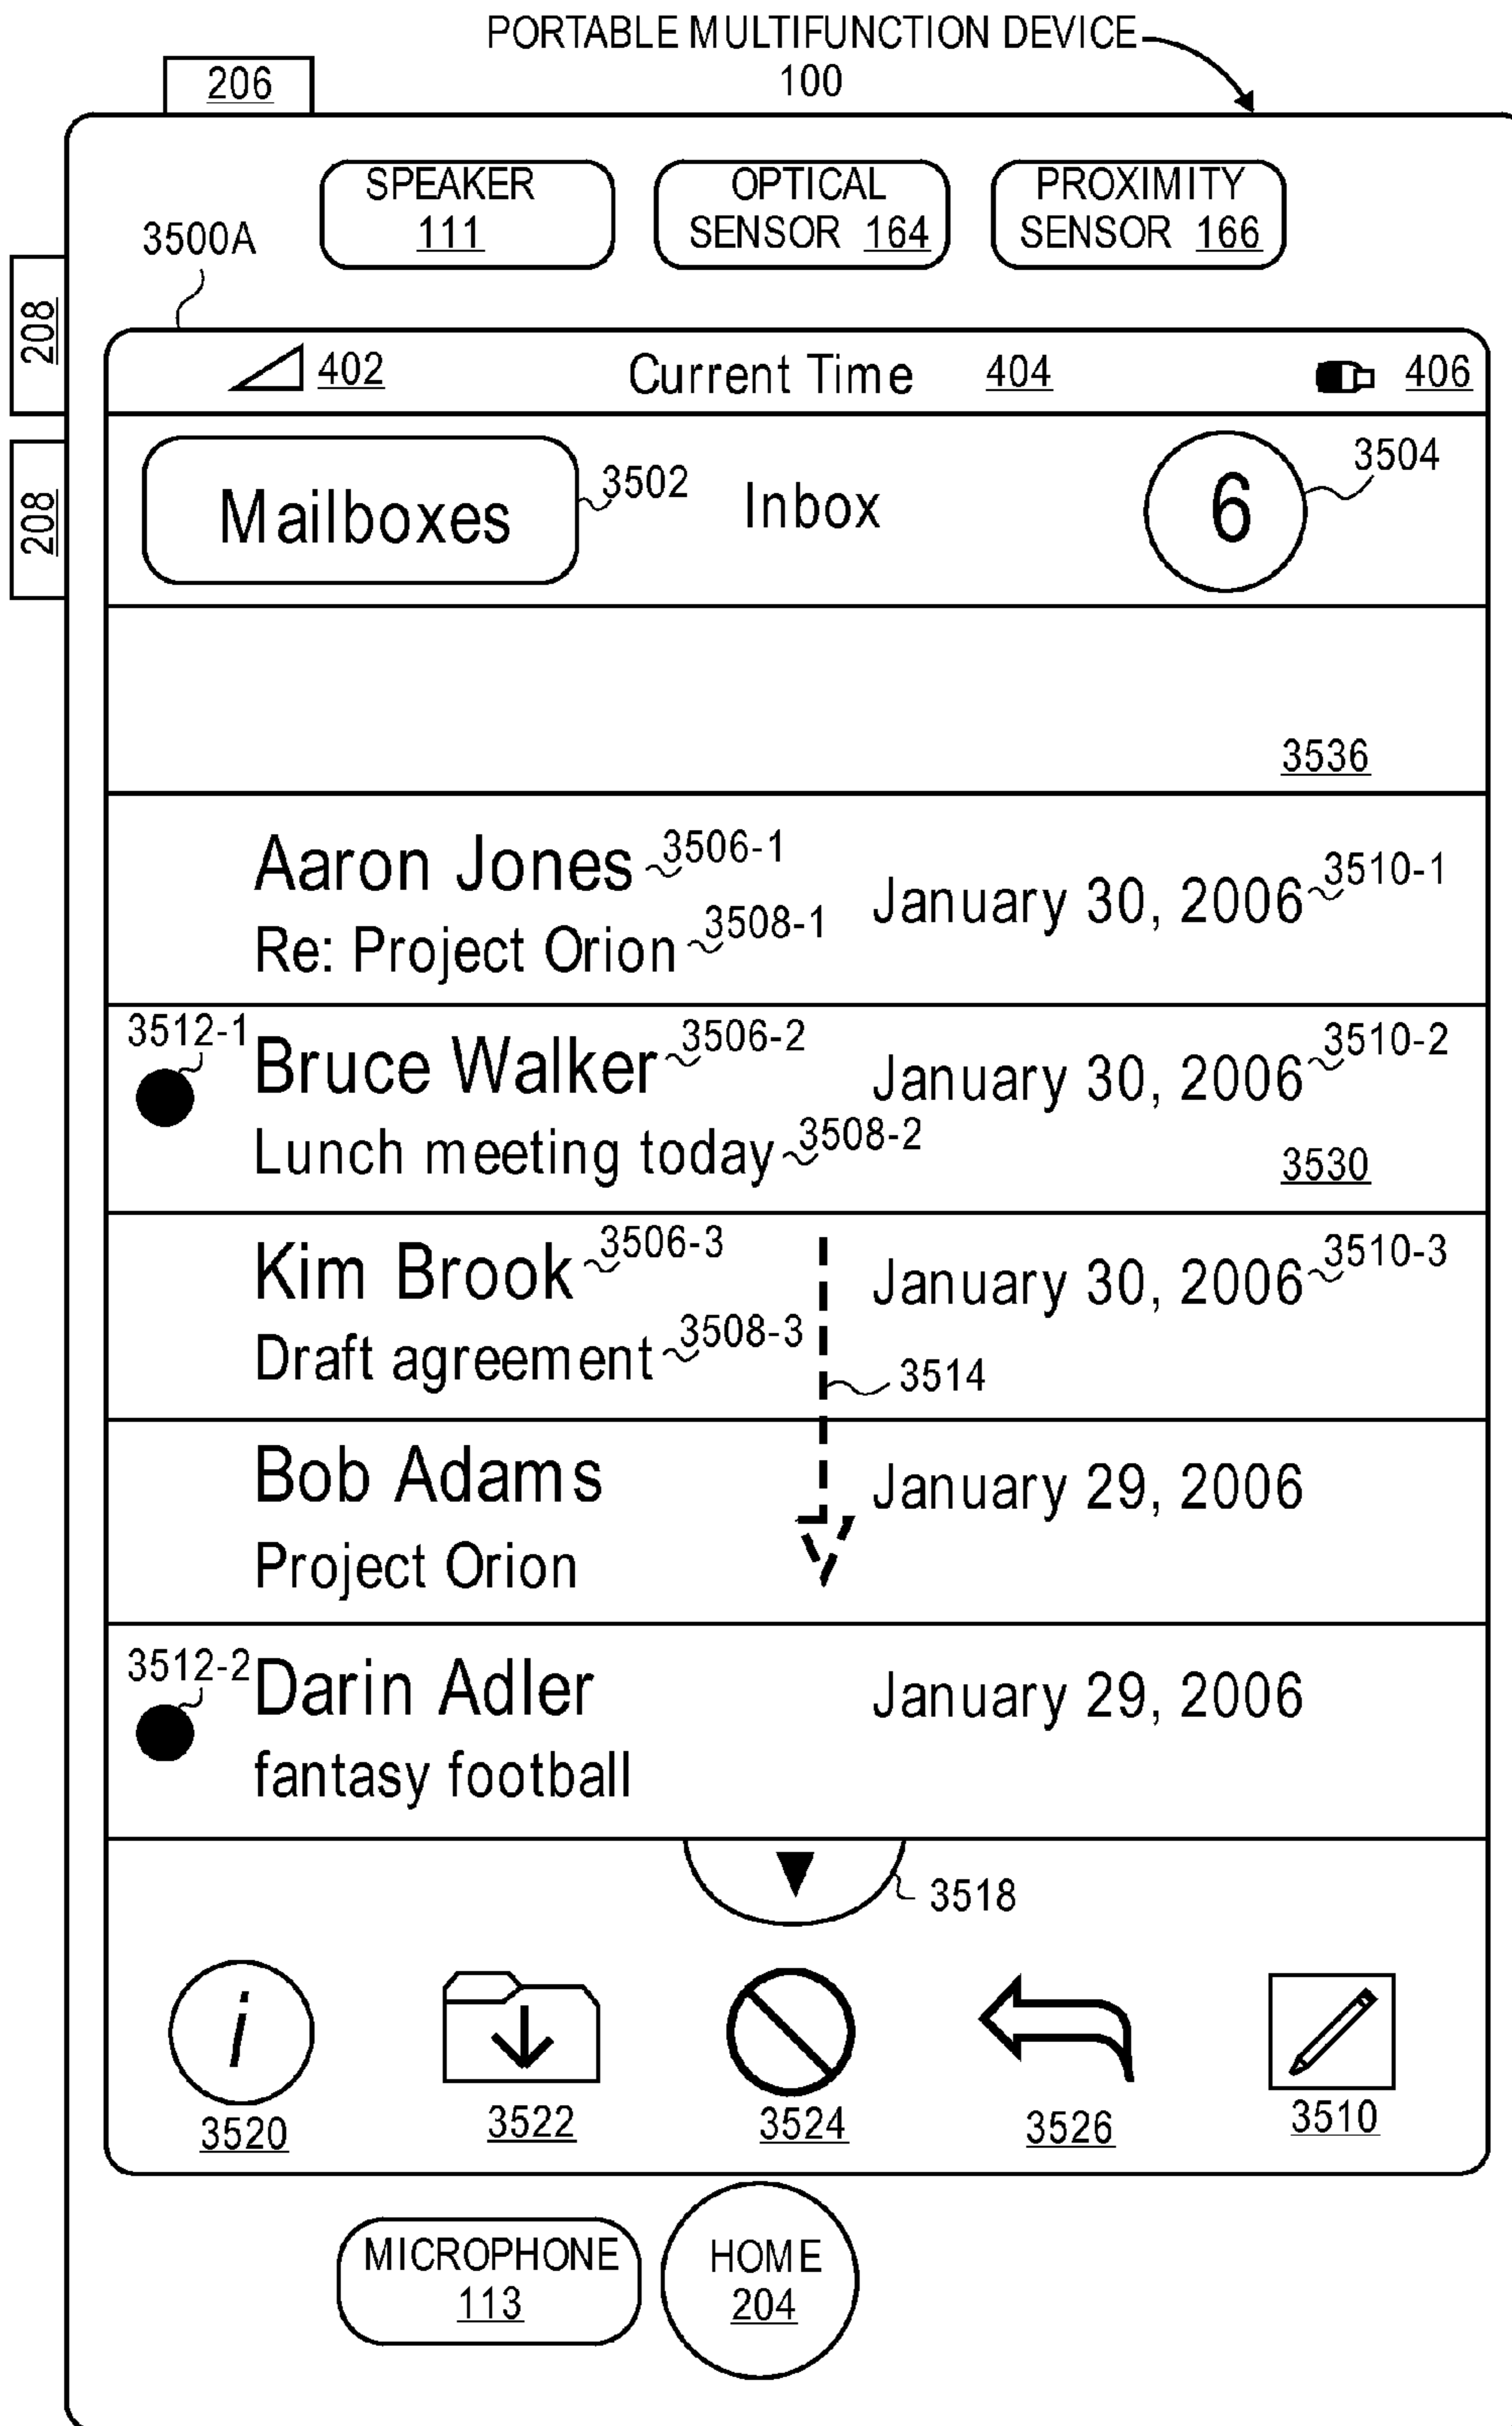 PORTABLE MULTIFUNCTION DEVICE
100
206
SPEAKER
111
OPTICAL
SENSOR 164
PROXIMITY
SENSOR 166
3500A
208
208
402 Current Time 404 406
Mailboxes 3502 Inbox 6 3504
3536
Aaron Jones 3506-1
January 30, 2006 3510-1
Re: Project Orion 3508-1
3512-1
Bruce Walker 3506-2
January 30, 2006 3510-2
Lunch meeting today 3508-2
3530
Kim Brook 3506-3
January 30, 2006 3510-3
Draft agreement 3508-3
3514
Bob Adams
January 29, 2006
Project Orion
3512-2
Darin Adler
January 29, 2006
fantasy football
3518
i
3520 3522 3524 3526 3510
MICROPHONE
113
HOME
204